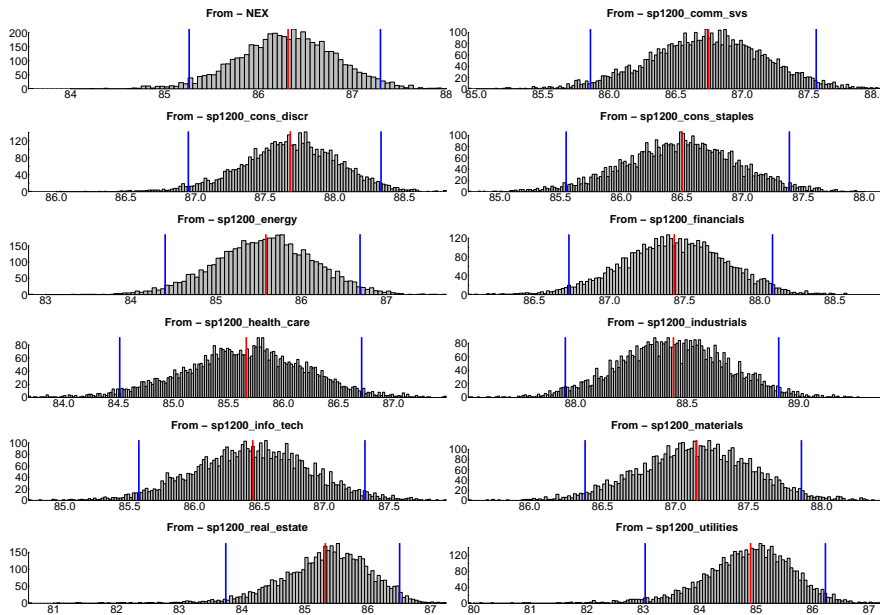 From − NEX
0 50 100 150 200
84 85 86 87 88
From − sp1200_comm_svs
0 20 40 60 80 100
85.0 85.5 86.0 86.5 87.0 87.5 88.0
From − sp1200_cons_discr
0 20 40 60 80 120
86.0 86.5 87.0 87.5 88.0 88.5
From − sp1200_cons_staples
0 20 40 60 80 100
85.0 85.5 86.0 86.5 87.0 87.5 88.0
From − sp1200_energy
0 50 100 150
83 84 85 86 87
From − sp1200_financials
0 20 40 60 80 120
86.5 87.0 87.5 88.0 88.5
From − sp1200_health_care
0 20 40 60 80
84.0 84.5 85.0 85.5 86.0 86.5 87.0
From − sp1200_industrials
0 20 40 60 80
88.0 88.5 89.0
From − sp1200_info_tech
0 20 40 60 80 100
85.0 85.5 86.0 86.5 87.0 87.5
From − sp1200_materials
0 20 40 60 80 100
86.0 86.5 87.0 87.5 88.0
From − sp1200_real_estate
0 50 100 150
81 82 83 84 85 86 87
From − sp1200_utilities
0 20 40 60 80 120
80 81 82 83 84 85 86 87